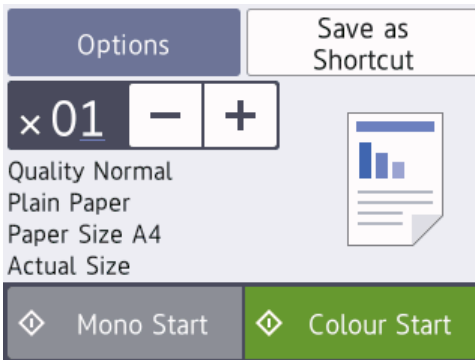 Options
Save as
Shortcut
×01
− +
Quality Normal
Plain Paper
Paper Size A4
Actual Size
Mono Start
Colour Start